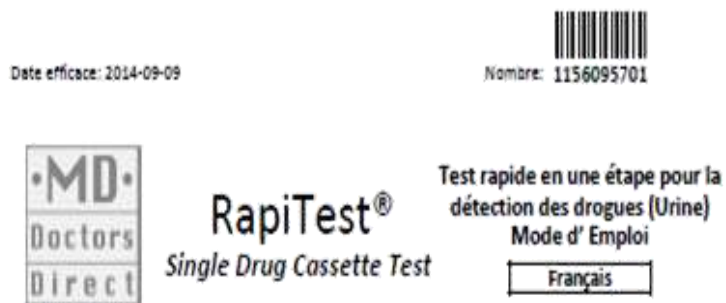 Date efficace: 2014-09-09
Nombre: 1156095701
·MD·
Doctors
Direct
RapiTest®
Single Drug Cassette Test
Test rapide en une étape pour la
détection des drogues (Urine)
Mode d' Emploi
Français